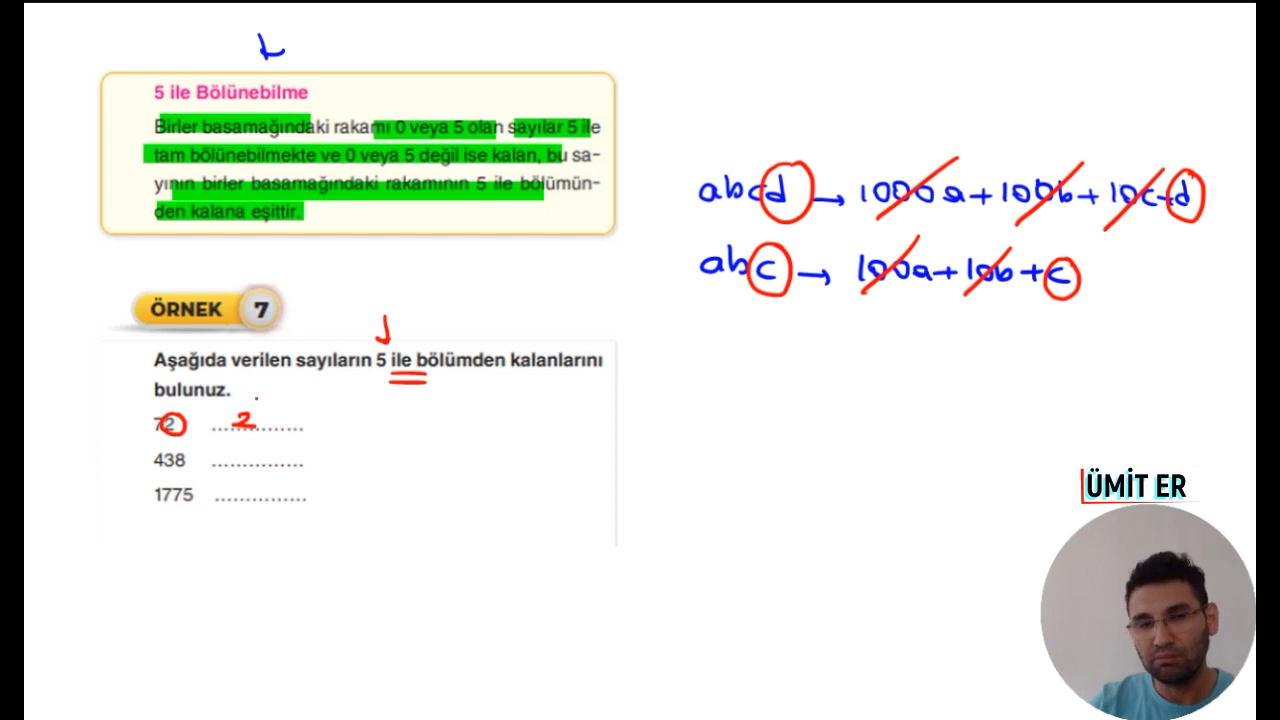 5 ile Bölünebilme
Birler basamağındaki rakamı 0 veya 5 olan sayılar 5 ile
tam bölünebilmekte ve 0 veya 5 değil ise kalan, bu sa-
yının birler basamağındaki rakamının 5 ile bölümün-
den kalana eşittir.
abcd → 1000a + 100b + 10c + d
abc → 100a + 10b + c
ÖRNEK 7
Aşağıda verilen sayıların 5 ile bölümden kalanlarını
bulunuz.
72 ...............2
438 ...............
1775 ...............
ÜMİT ER